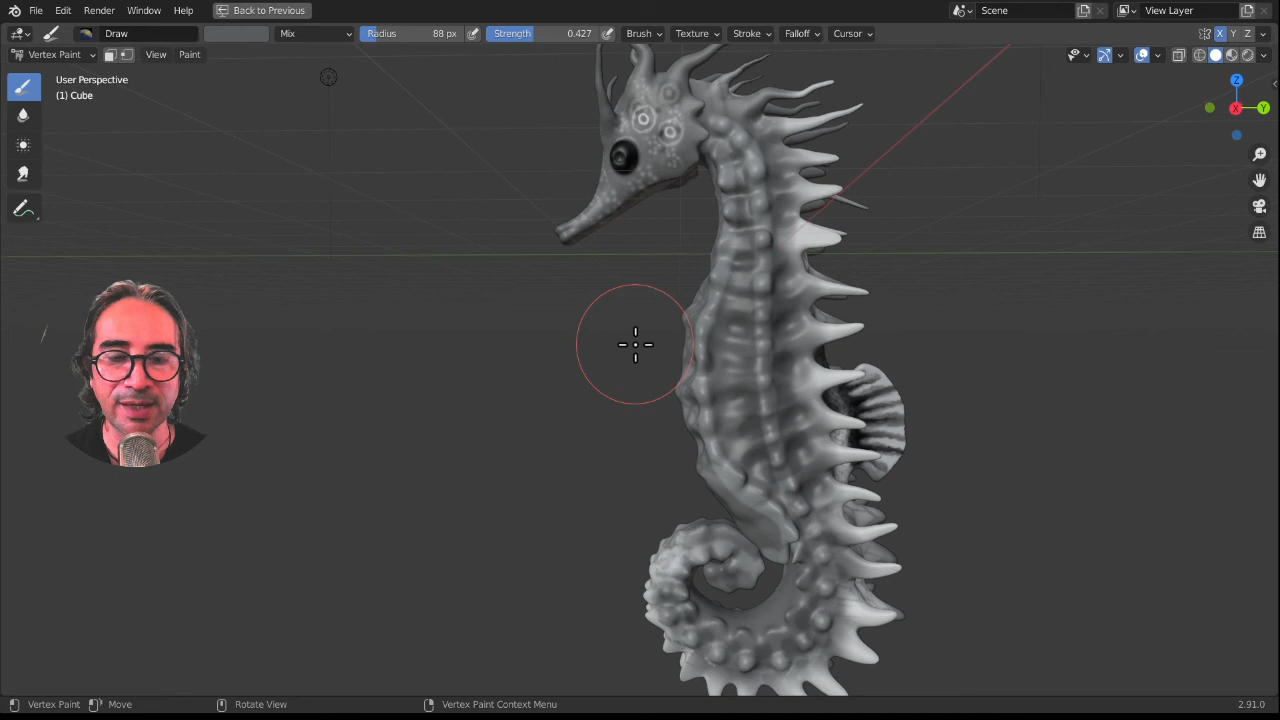 File Edit Render Window Help Back to Previous Scene View Layer
Draw Mix Radius 88 px Strength 0.427 Brush Texture Stroke Falloff Cursor X Y Z
Vertex Paint View Paint
User Perspective
(1) Cube
Z
X Y
Vertex Paint Move Rotate View Vertex Paint Context Menu 2.91.0